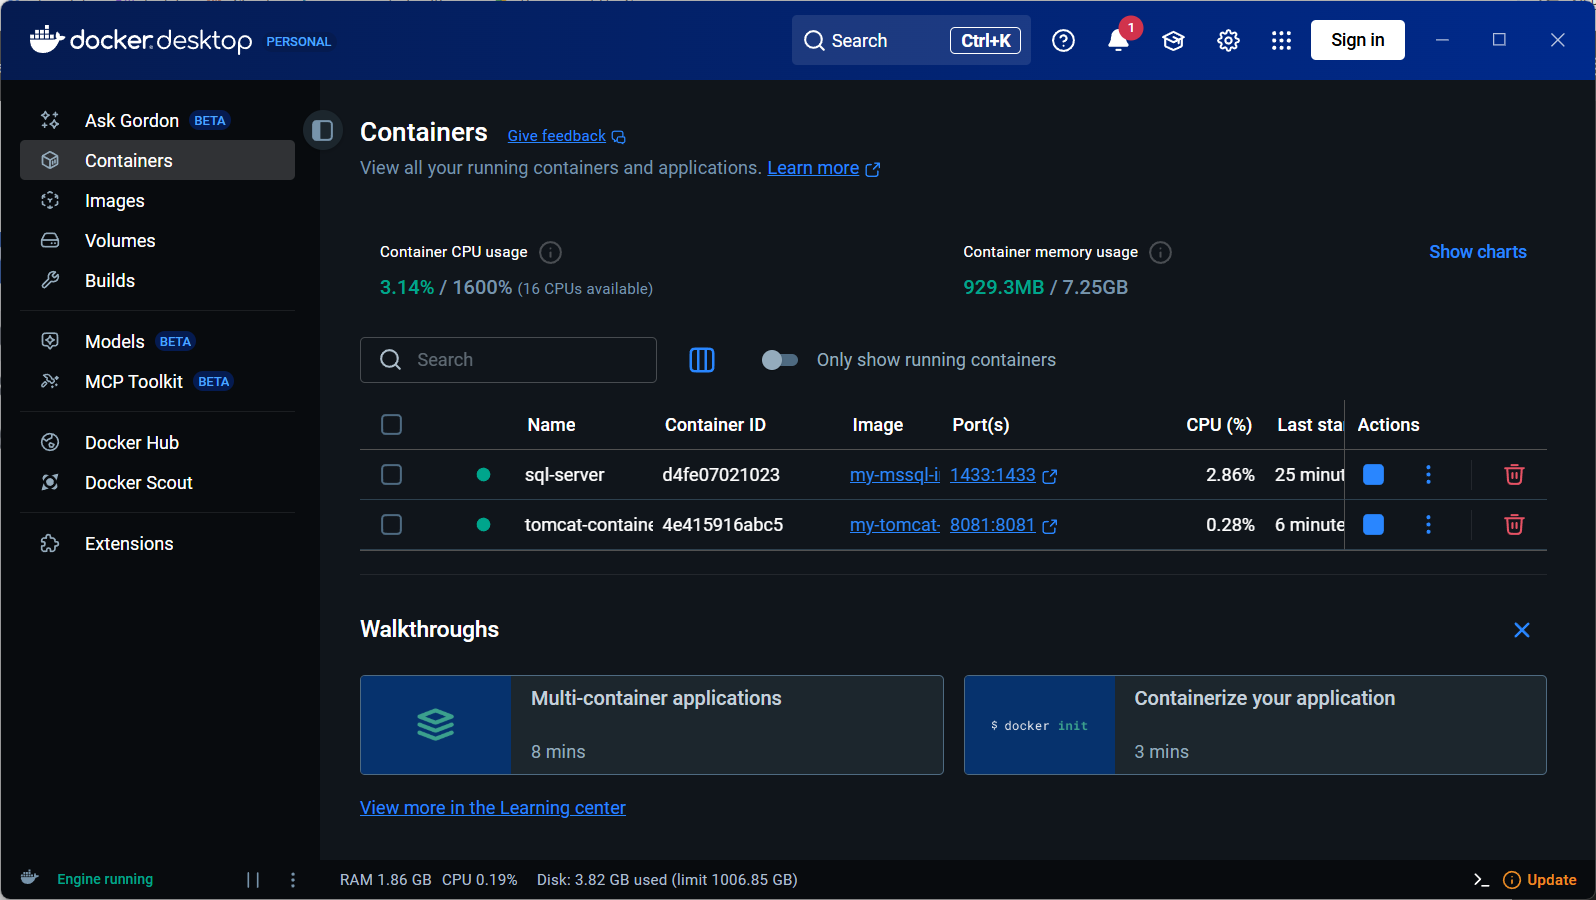 docker.desktop PERSONAL
Search Ctrl+K 1 Sign in
Ask Gordon BETA
Containers
Images
Volumes
Builds
Models BETA
MCP Toolkit BETA
Docker Hub
Docker Scout
Extensions
Containers Give feedback
View all your running containers and applications. Learn more
Container CPU usage
3.14% / 1600% (16 CPUs available)
Container memory usage
929.3MB / 7.25GB
Show charts
Search
Only show running containers
Name Container ID Image Port(s) CPU (%) Last sta Actions
sql-server d4fe07021023 my-mssql-i 1433:1433 2.86% 25 minut
tomcat-containe 4e415916abc5 my-tomcat- 8081:8081 0.28% 6 minute
Walkthroughs
Multi-container applications
8 mins
$ docker init
Containerize your application
3 mins
View more in the Learning center
Engine running
RAM 1.86 GB CPU 0.19% Disk: 3.82 GB used (limit 1006.85 GB)
Update